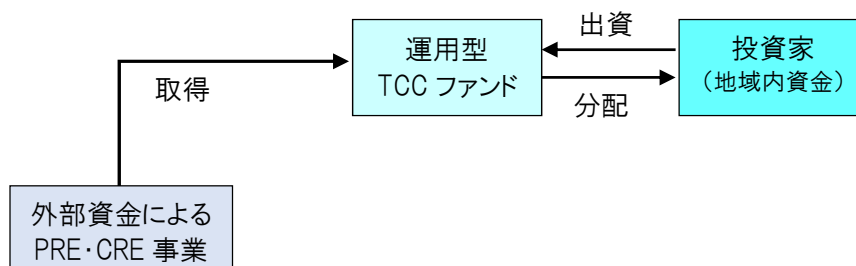 出資
運用型
TCC ファンド
投資家
（地域内資金）
取得
分配
外部資金による
PRE・CRE 事業